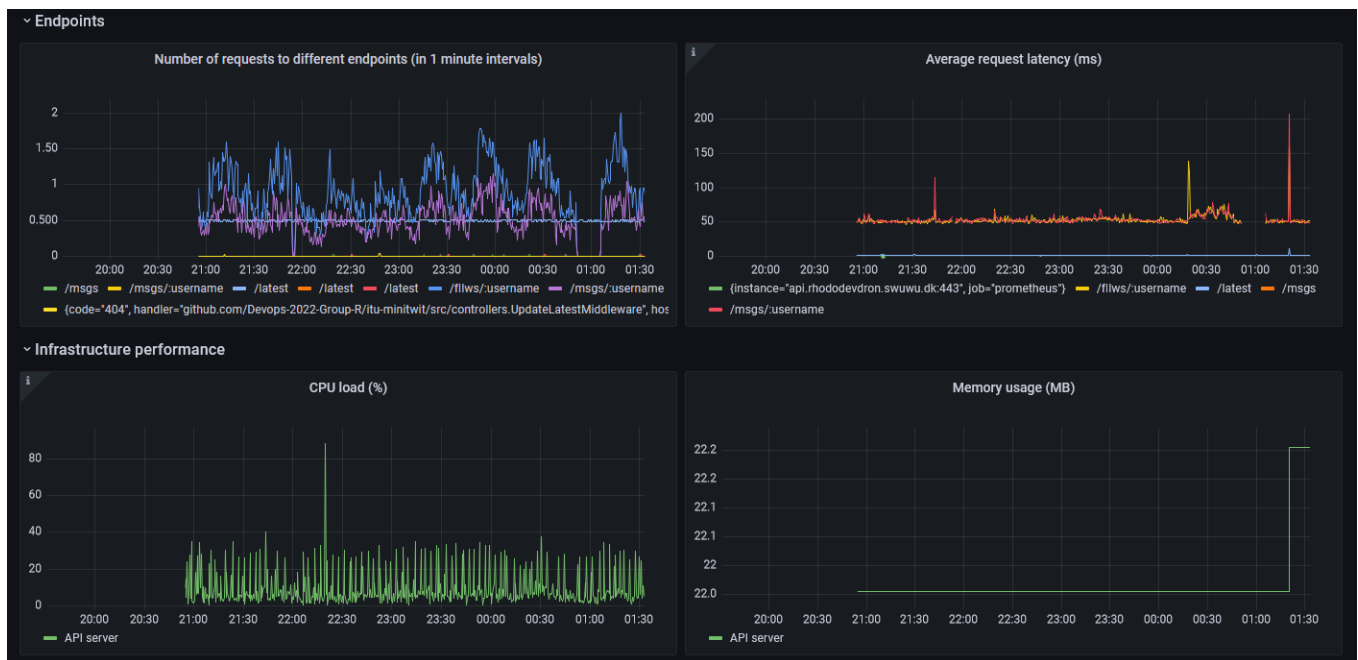 Endpoints
Number of requests to different endpoints (in 1 minute intervals)
2
1.50
1
0.500
0
20:00 20:30 21:00 21:30 22:00 22:30 23:00 23:30 00:00 00:30 01:00 01:30
/msgs /msgs/:username /latest /latest /latest /fllws/:username /msgs/:username
{code="404", handler="github.com/Devops-2022-Group-R/itu-minitwit/src/controllers.UpdateLatestMiddleware", hos
i
Average request latency (ms)
200
150
100
50
0
20:00 20:30 21:00 21:30 22:00 22:30 23:00 23:30 00:00 00:30 01:00 01:30
{instance="api.rhododevdron.swuwu.dk:443", job="prometheus"} /fllws/:username /latest /msgs
/msgs/:username
Infrastructure performance
i
CPU load (%)
80
60
40
20
0
20:00 20:30 21:00 21:30 22:00 22:30 23:00 23:30 00:00 00:30 01:00 01:30
API server
Memory usage (MB)
22.2
22.2
22.1
22.1
22
22.0
20:00 20:30 21:00 21:30 22:00 22:30 23:00 23:30 00:00 00:30 01:00 01:30
API server